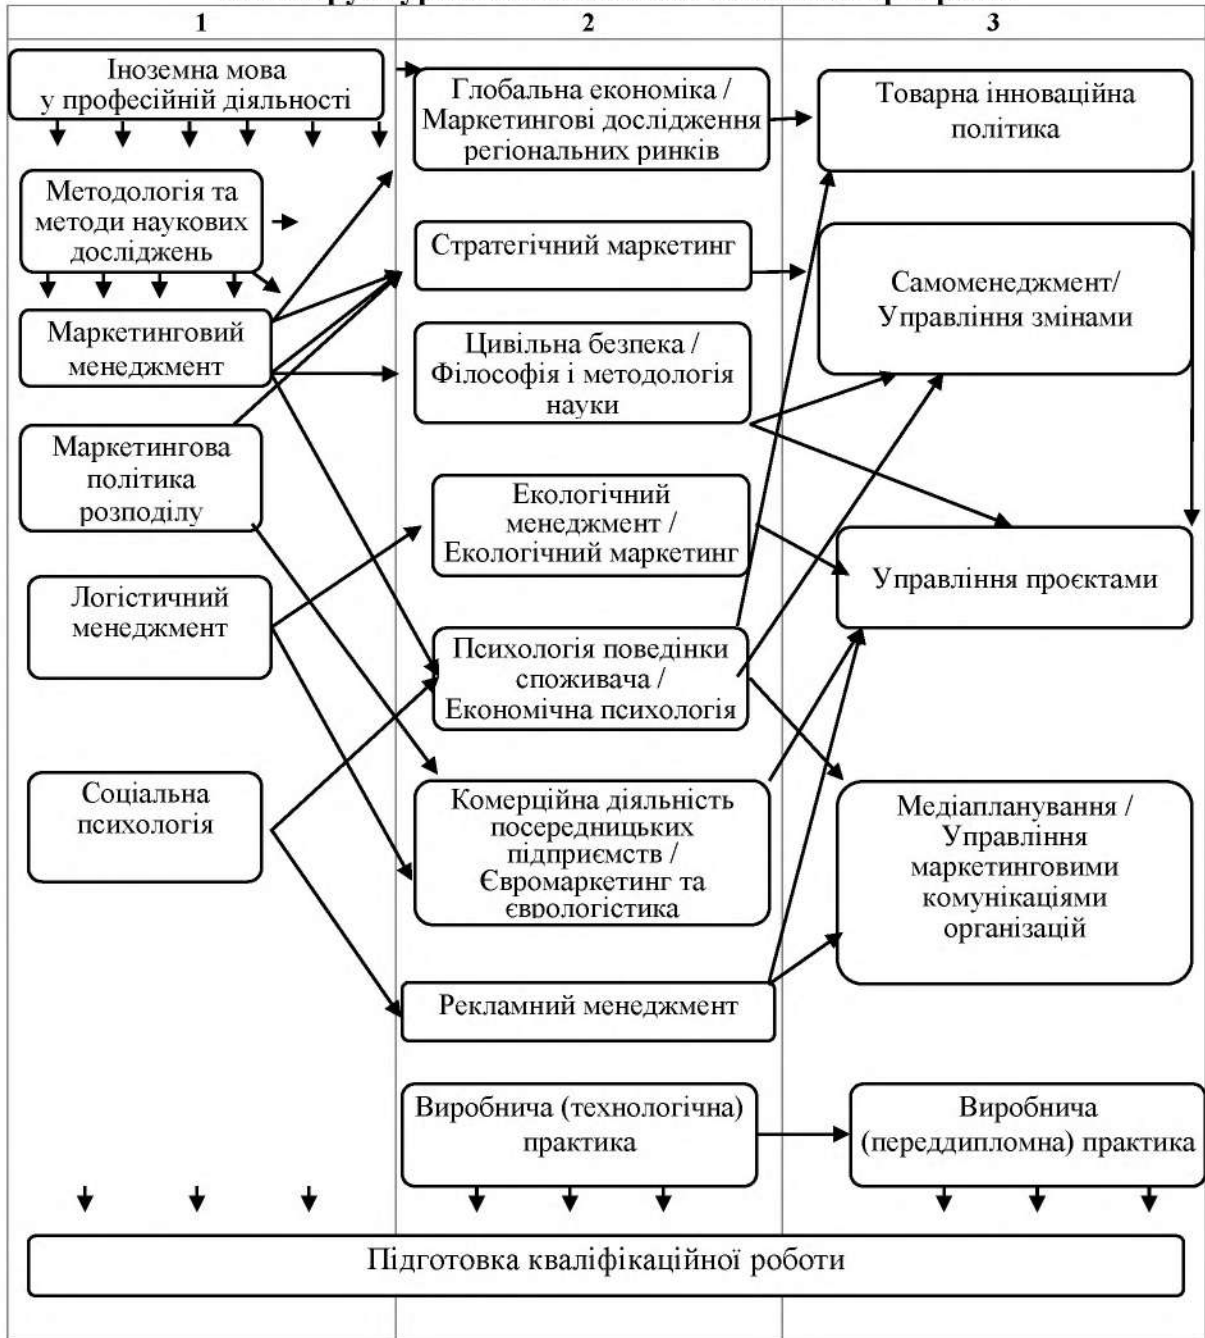 1
2
3
Іноземна мова
у професійній діяльності
Методологія та
методи наукових
досліджень
Маркетинговий
менеджмент
Маркетингова
політика
розподілу
Логістичний
менеджмент
Соціальна
психологія
Глобальна економіка /
Маркетингові дослідження
регіональних ринків
Стратегічний маркетинг
Цивільна безпека /
Філософія і методологія
науки
Екологічний
менеджмент /
Екологічний маркетинг
Психологія поведінки
споживача /
Економічна психологія
Комерційна діяльність
посередницьких
підприємств /
Євромаркетинг та
єврологістика
Рекламний менеджмент
Виробнича (технологічна)
практика
Товарна інноваційна
політика
Самоменеджмент/
Управління змінами
Управління проєктами
Медіапланування /
Управління
маркетинговими
комунікаціями
організацій
Виробнича
(переддипломна) практика
Підготовка кваліфікаційної роботи